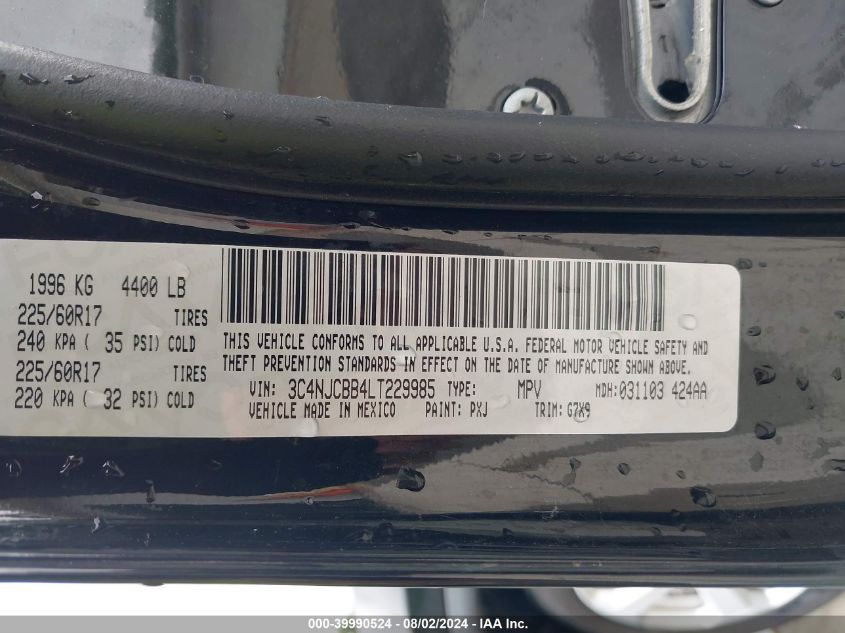 1996 KG 4400 LB
225/60R17 TIRES
240 KPA ( 35 PSI) COLD
225/60R17 TIRES
220 KPA ( 32 PSI) COLD
THIS VEHICLE CONFORMS TO ALL APPLICABLE U.S.A. FEDERAL MOTOR VEHICLE SAFETY AND
THEFT PREVENTION STANDARDS IN EFFECT ON THE DATE OF MANUFACTURE SHOWN ABOVE.
VIN: 3C4NJCBB4LT229985 TYPE: MPV MDH:031103 424AA
VEHICLE MADE IN MEXICO PAINT: PXJ TRIM: G7X9
000-39990524 - 08/02/2024 - IAA Inc.